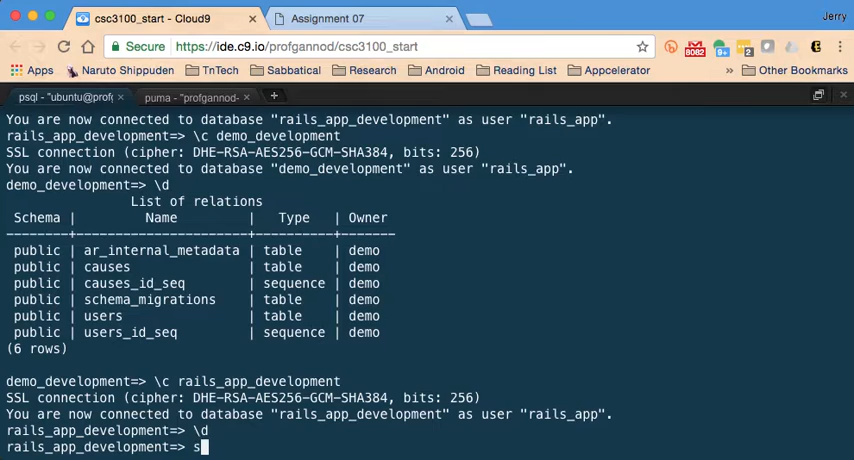 csc3100_start - Cloud9
Assignment 07
Jerry
Secure
https://ide.c9.io/profgannod/csc3100_start
8082
9+
2
Apps
Naruto Shippuden
TnTech
Sabbatical
Research
Android
Reading List
Appcelerator
»
Other Bookmarks
psql - "ubuntu@prof
puma - "profgannod-
You are now connected to database "rails_app_development" as user "rails_app".
rails_app_development=> \c demo_development
SSL connection (cipher: DHE-RSA-AES256-GCM-SHA384, bits: 256)
You are now connected to database "demo_development" as user "rails_app".
demo_development=> \d
List of relations
Schema | Name | Type | Owner
--------+----------------------+----------+-------
public | ar_internal_metadata | table | demo
public | causes | table | demo
public | causes_id_seq | sequence | demo
public | schema_migrations | table | demo
public | users | table | demo
public | users_id_seq | sequence | demo
(6 rows)
demo_development=> \c rails_app_development
SSL connection (cipher: DHE-RSA-AES256-GCM-SHA384, bits: 256)
You are now connected to database "rails_app_development" as user "rails_app".
rails_app_development=> \d
rails_app_development=> s